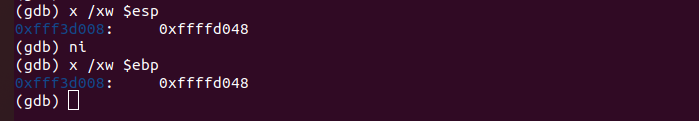 (gdb) x /xw $esp
0xfff3d008:     0xffffd048
(gdb) ni
(gdb) x /xw $ebp
0xfff3d008:     0xffffd048
(gdb)